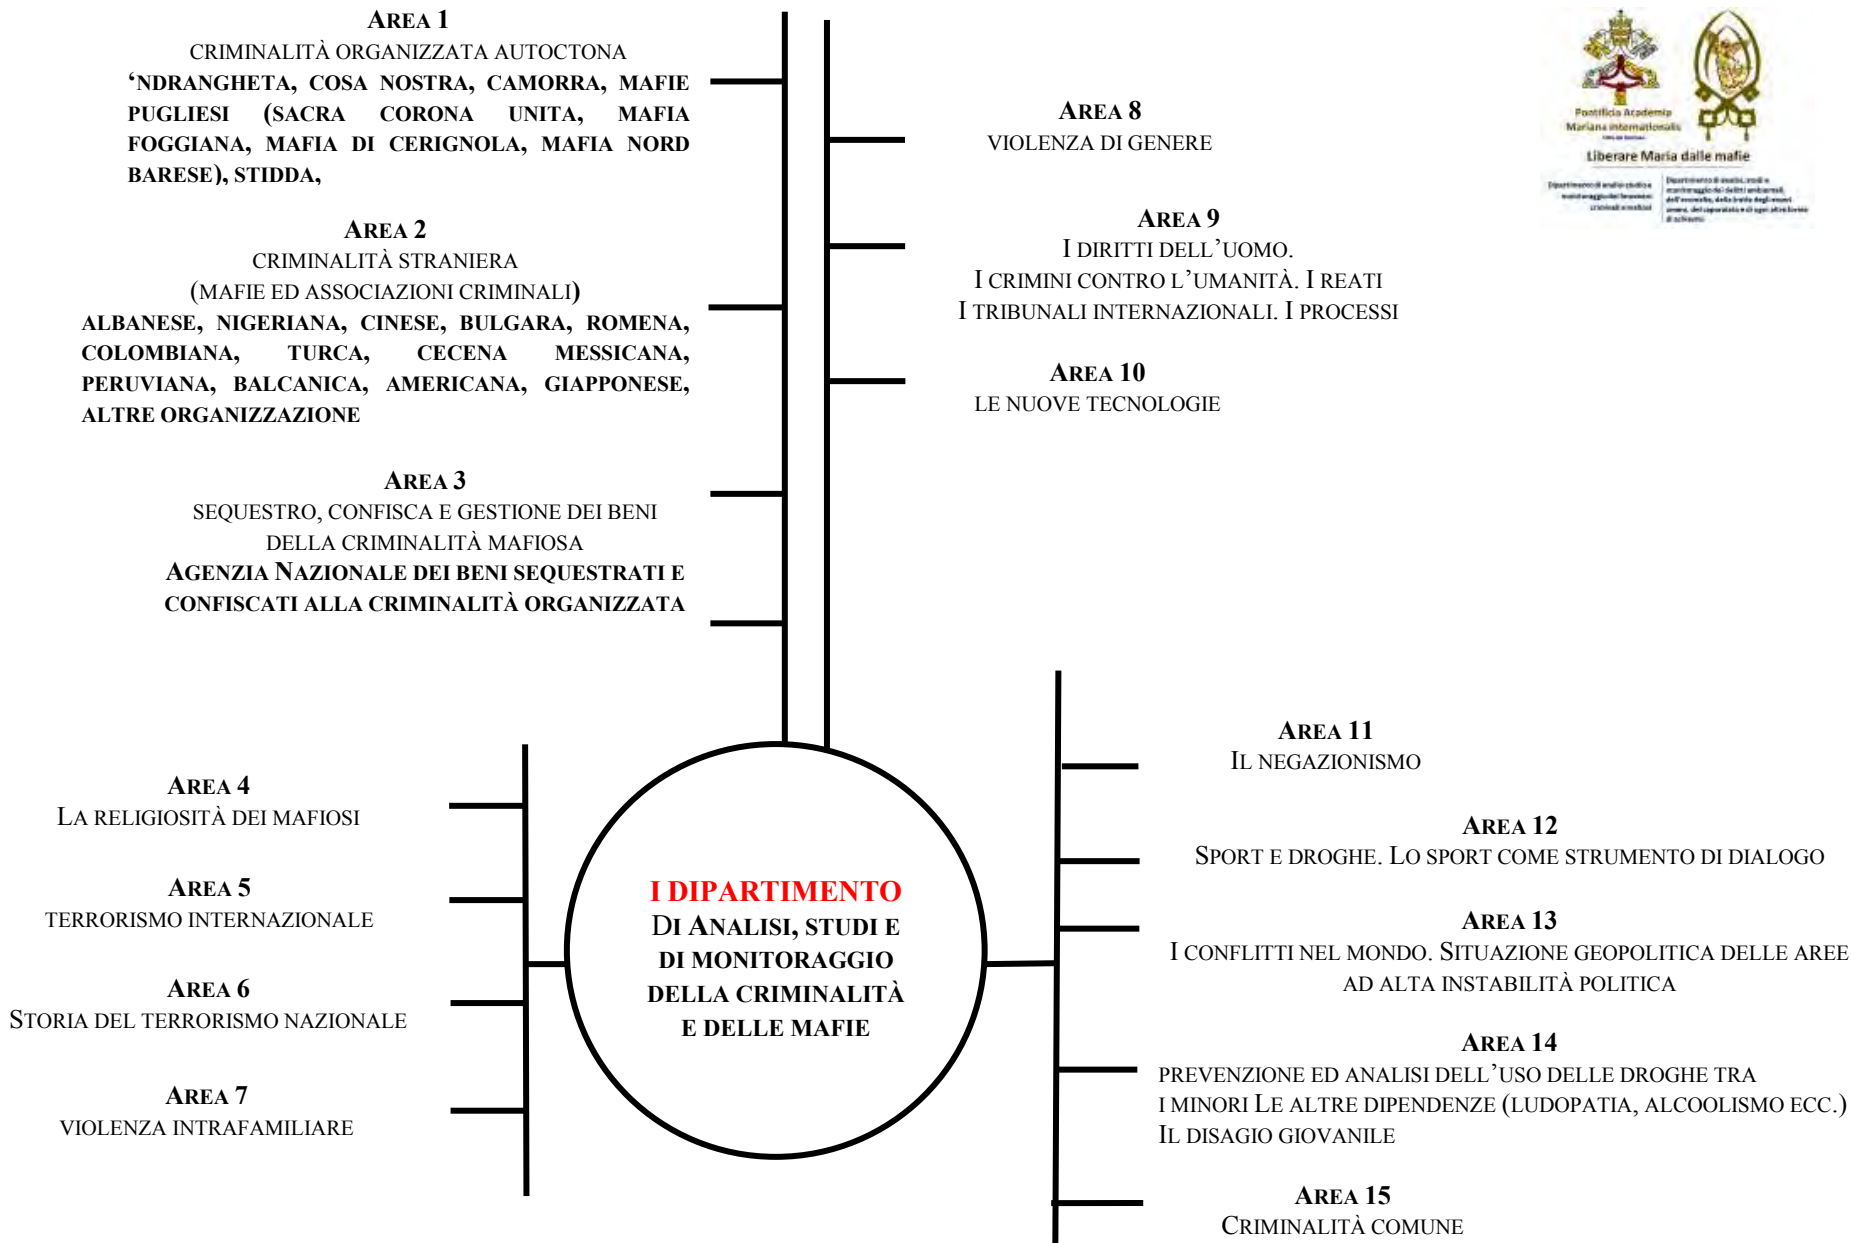 AREA 1
CRIMINALITÀ ORGANIZZATA AUTOCTONA
‘NDRANGHETA, COSA NOSTRA, CAMORRA, MAFIE
PUGLIESI (SACRA CORONA UNITA, MAFIA
FOGGIANA, MAFIA DI CERIGNOLA, MAFIA NORD
BARESE), STIDDA,
AREA 2
CRIMINALITÀ STRANIERA
(MAFIE ED ASSOCIAZIONI CRIMINALI)
ALBANESE, NIGERIANA, CINESE, BULGARA, ROMENA,
COLOMBIANA, TURCA, CECENA MESSICANA,
PERUVIANA, BALCANICA, AMERICANA, GIAPPONESE,
ALTRE ORGANIZZAZIONE
AREA 3
SEQUESTRO, CONFISCA E GESTIONE DEI BENI
DELLA CRIMINALITÀ MAFIOSA
AGENZIA NAZIONALE DEI BENI SEQUESTRATI E
CONFISCATI ALLA CRIMINALITÀ ORGANIZZATA
AREA 4
LA RELIGIOSITÀ DEI MAFIOSI
AREA 5
TERRORISMO INTERNAZIONALE
AREA 6
STORIA DEL TERRORISMO NAZIONALE
AREA 7
VIOLENZA INTRAFAMILIARE
I DIPARTIMENTO
DI ANALISI, STUDI E
DI MONITORAGGIO
DELLA CRIMINALITÀ
E DELLE MAFIE
AREA 8
VIOLENZA DI GENERE
AREA 9
I DIRITTI DELL’UOMO.
I CRIMINI CONTRO L’UMANITÀ. I REATI
I TRIBUNALI INTERNAZIONALI. I PROCESSI
AREA 10
LE NUOVE TECNOLOGIE
Pontificia Academia
Mariana Internationalis
Liberare Maria dalle mafie
AREA 11
IL NEGAZIONISMO
AREA 12
SPORT E DROGHE. LO SPORT COME STRUMENTO DI DIALOGO
AREA 13
I CONFLITTI NEL MONDO. SITUAZIONE GEOPOLITICA DELLE AREE
AD ALTA INSTABILITÀ POLITICA
AREA 14
PREVENZIONE ED ANALISI DELL’USO DELLE DROGHE TRA
I MINORI LE ALTRE DIPENDENZE (LUDOPATIA, ALCOOLISMO ECC.)
IL DISAGIO GIOVANILE
AREA 15
CRIMINALITÀ COMUNE